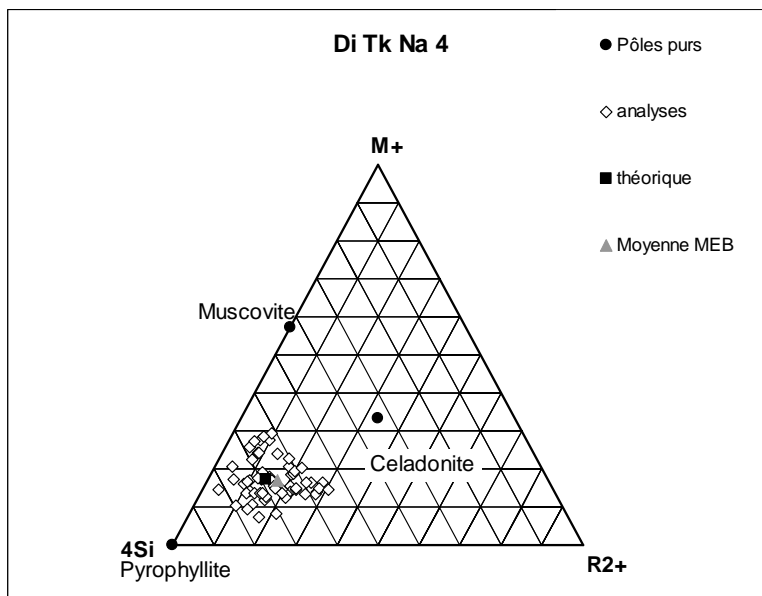 Di Tk Na 4
Pôles purs
analyses
théorique
Moyenne MEB
M+
Muscovite
Celadonite
4Si
Pyrophyllite
R2+